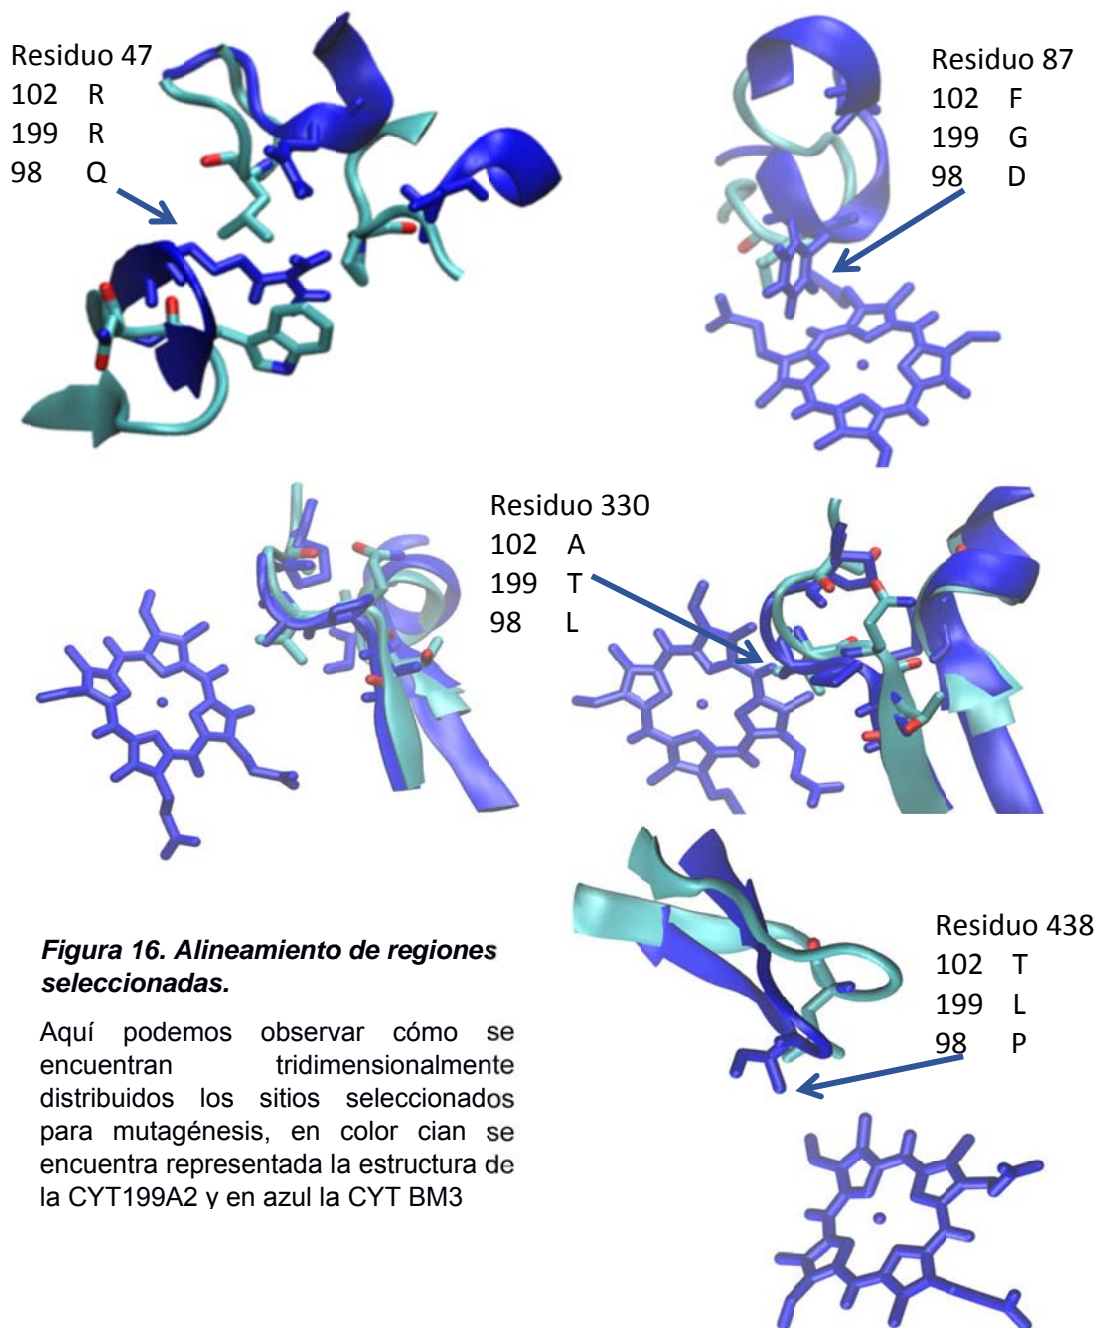 Residuo 47
102 R
199 R
98 Q
Residuo 87
102 F
199 G
98 D
Residuo 330
102 A
199 T
98 L
Residuo 438
102 T
199 L
98 P
Figura 16. Alineamiento de regiones
seleccionadas.
Aquí podemos observar cómo se
encuentran tridimensionalmente
distribuidos los sitios seleccionados
para mutagénesis, en color cian se
encuentra representada la estructura de
la CYT199A2 y en azul la CYT BM3